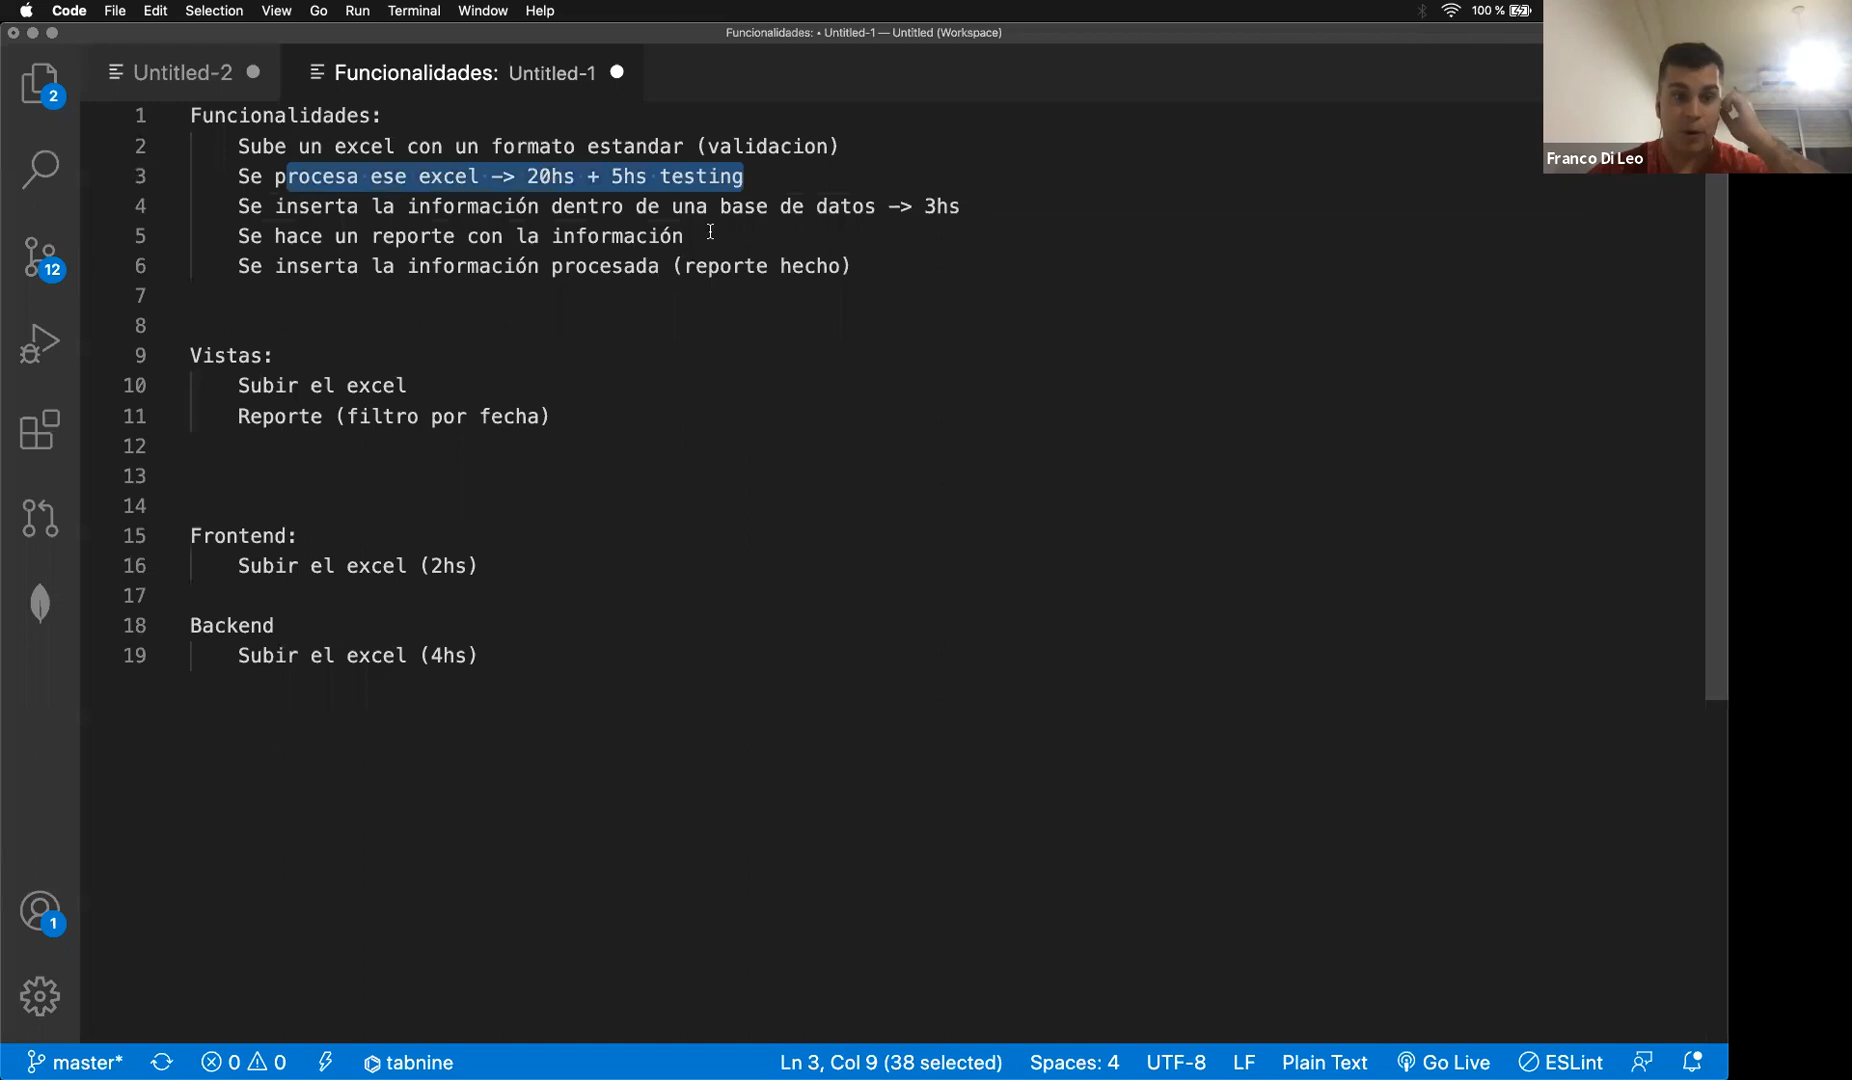 Code File Edit Selection View Go Run Terminal Window Help 100 %
Funcionalidades: • Untitled-1 — Untitled (Workspace)
Untitled-2
Funcionalidades: Untitled-1
1 Funcionalidades:
2 Sube un excel con un formato estandar (validacion)
3 Se procesa ese excel -> 20hs + 5hs testing
4 Se inserta la información dentro de una base de datos -> 3hs
5 Se hace un reporte con la información
6 Se inserta la información procesada (reporte hecho)
7
8
9 Vistas:
10 Subir el excel
11 Reporte (filtro por fecha)
12
13
14
15 Frontend:
16 Subir el excel (2hs)
17
18 Backend
19 Subir el excel (4hs)
2
12
1
Franco Di Leo
master* 0 0 tabnine Ln 3, Col 9 (38 selected) Spaces: 4 UTF-8 LF Plain Text Go Live ESLint